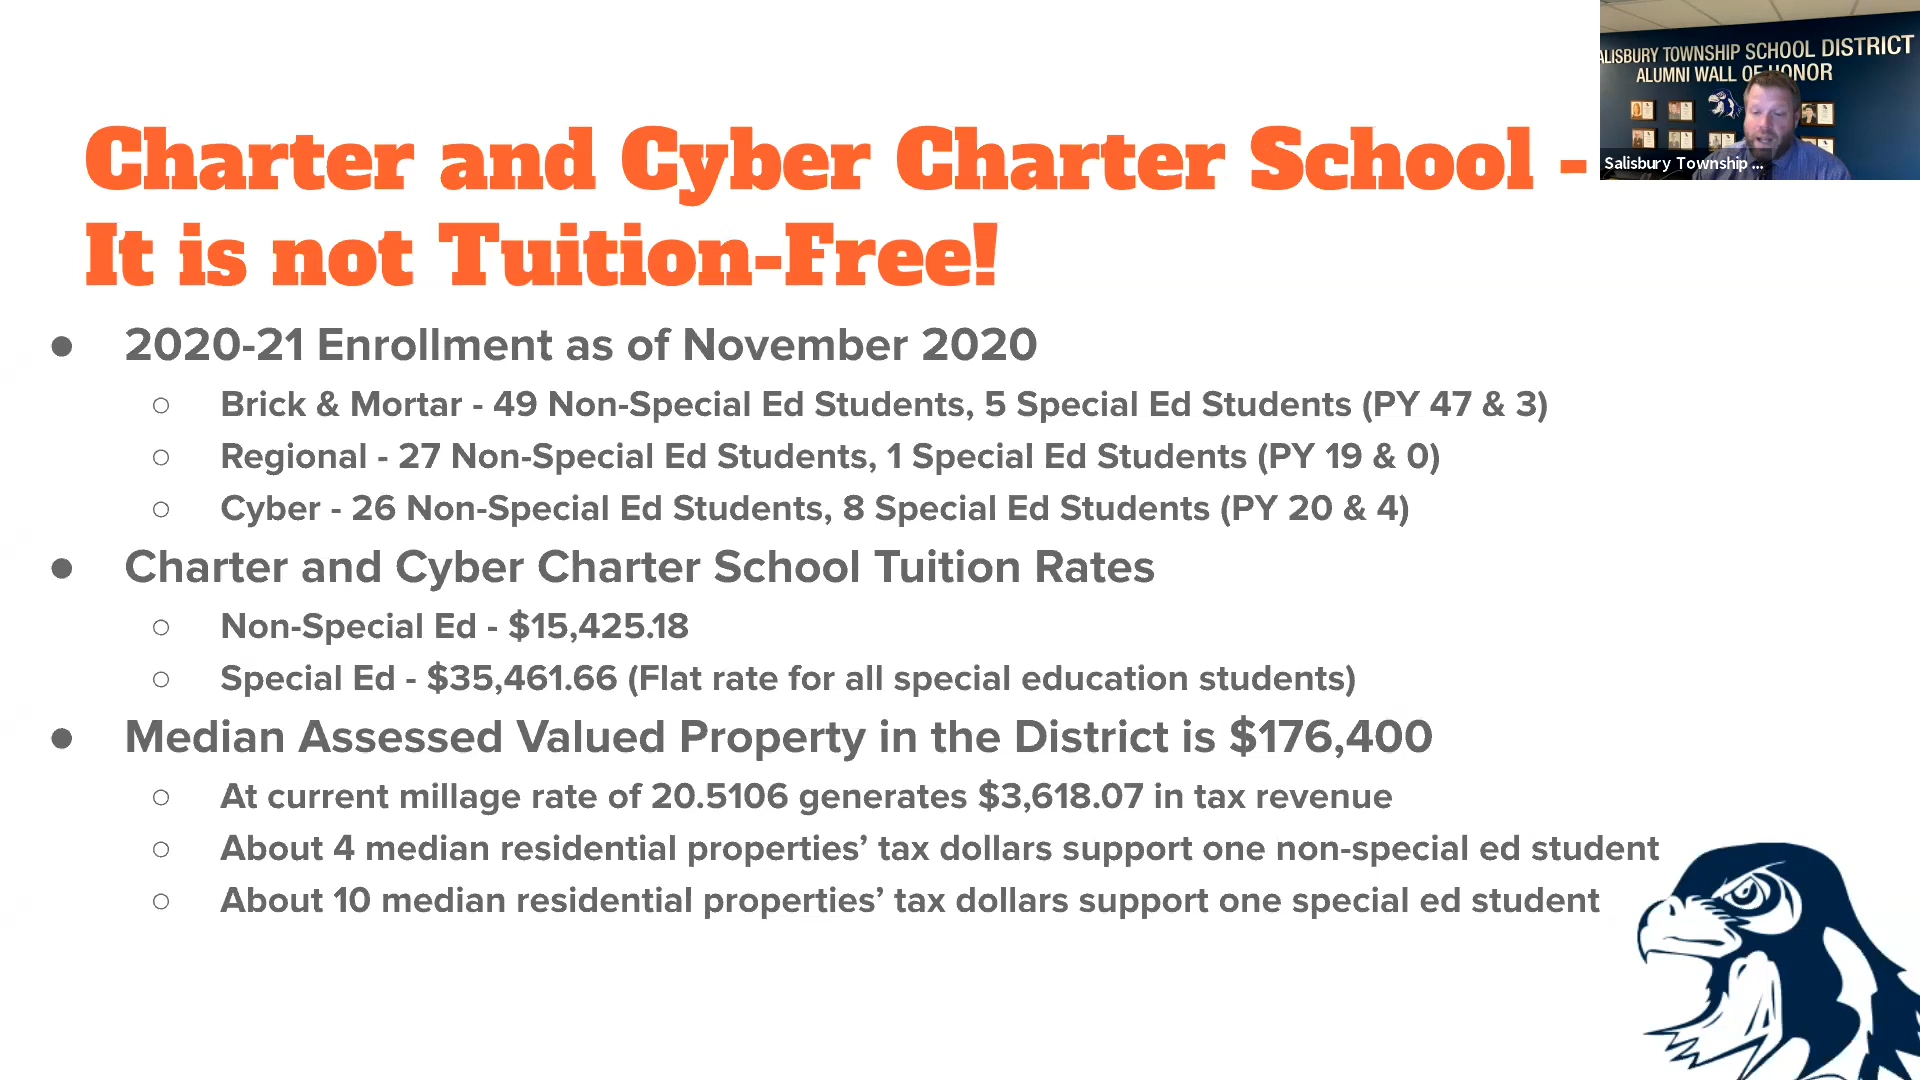 ALISBURY TOWNSHIP SCHOOL DISTRICT
ALUMNI WALL OF HONOR
Salisbury Township ...
Charter and Cyber Charter School -
It is not Tuition-Free!
● 2020-21 Enrollment as of November 2020
○ Brick & Mortar - 49 Non-Special Ed Students, 5 Special Ed Students (PY 47 & 3)
○ Regional - 27 Non-Special Ed Students, 1 Special Ed Students (PY 19 & 0)
○ Cyber - 26 Non-Special Ed Students, 8 Special Ed Students (PY 20 & 4)
● Charter and Cyber Charter School Tuition Rates
○ Non-Special Ed - $15,425.18
○ Special Ed - $35,461.66 (Flat rate for all special education students)
● Median Assessed Valued Property in the District is $176,400
○ At current millage rate of 20.5106 generates $3,618.07 in tax revenue
○ About 4 median residential properties’ tax dollars support one non-special ed student
○ About 10 median residential properties’ tax dollars support one special ed student